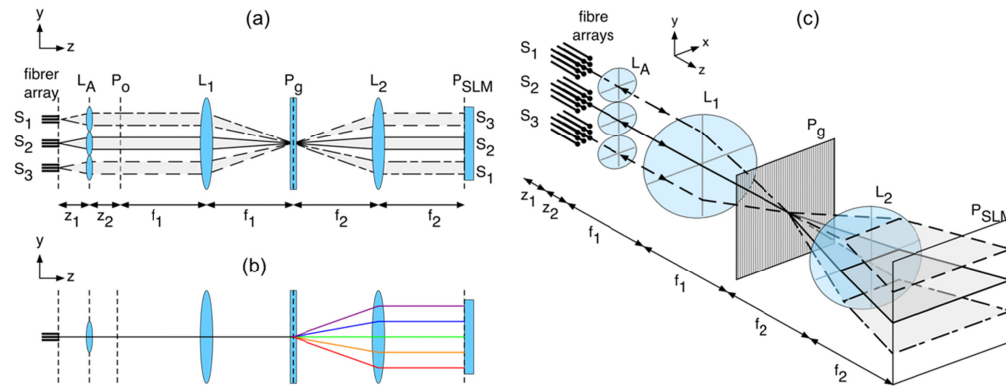 (a)
y
z
fibrer
array
L_A
P_o
L_1
P_g
L_2
P_SLM
S_1
S_2
S_3
S_3
S_2
S_1
z_1
z_2
f_1
f_1
f_2
f_2
(b)
y
z
(c)
fibre
arrays
y
x
z
S_1
S_2
S_3
L_A
L_1
P_g
L_2
P_SLM
z_1
z_2
f_1
f_1
f_2
f_2